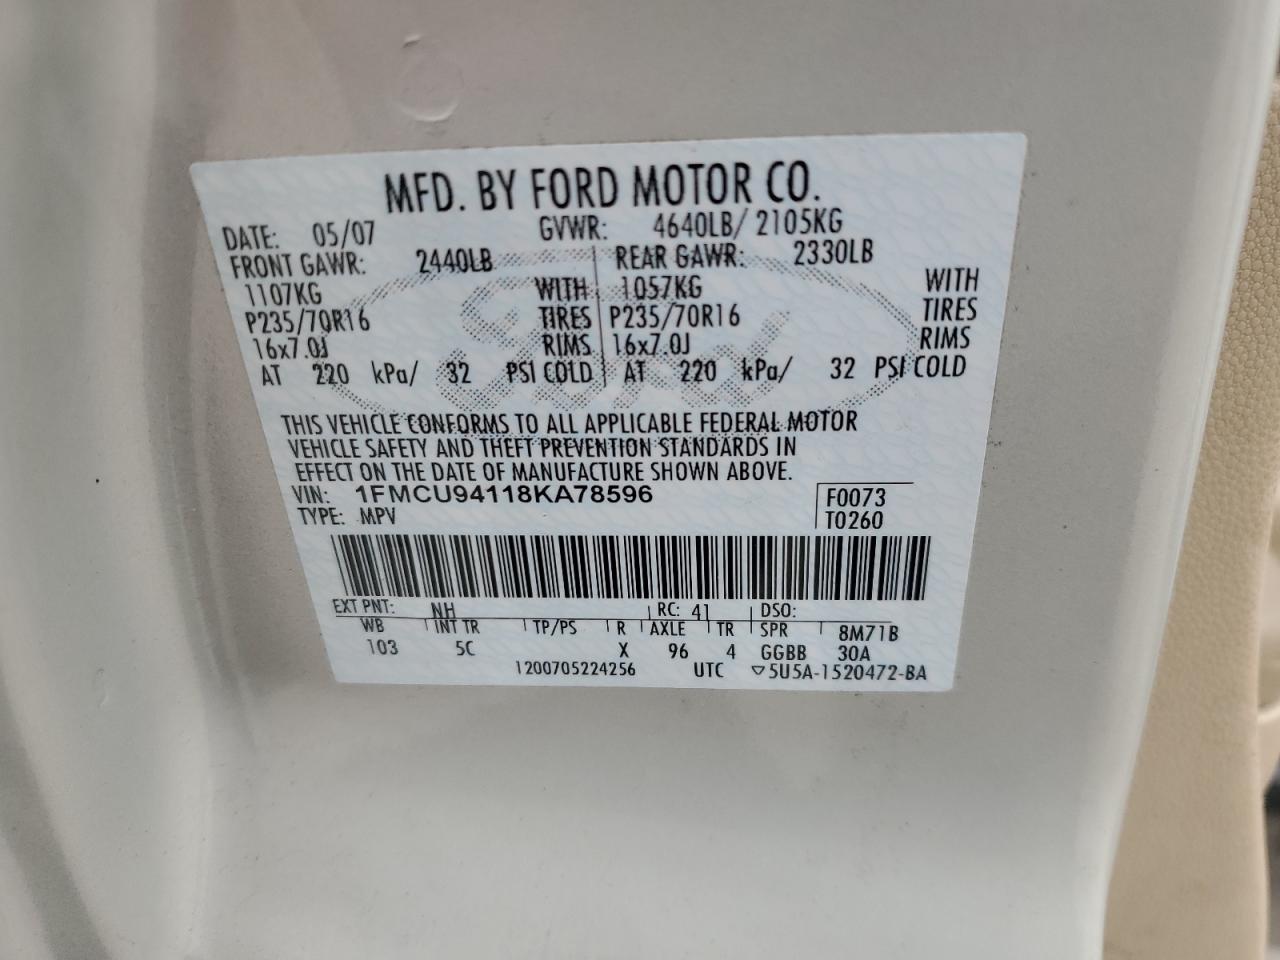 MFD. BY FORD MOTOR CO.
DATE: 05/07 GVWR: 4640LB/ 2105KG
FRONT GAWR: 2440LB REAR GAWR: 2330LB
1107KG WITH 1057KG WITH
P235/70R16 TIRES P235/70R16 TIRES
16x7.0J RIMS 16x7.0J RIMS
AT 220 kPa/ 32 PSI COLD AT 220 kPa/ 32 PSI COLD
Ford
THIS VEHICLE CONFORMS TO ALL APPLICABLE FEDERAL MOTOR
VEHICLE SAFETY AND THEFT PREVENTION STANDARDS IN
EFFECT ON THE DATE OF MANUFACTURE SHOWN ABOVE.
VIN: 1FMCU94118KA78596 F0073
TYPE: MPV T0260
EXT PNT: NH RC: 41 DSO:
WB INT TR TP/PS R AXLE TR SPR 8M71B
103 5C X 96 4 GGBB 30A
1200705224256 UTC ▽5U5A-1520472-BA